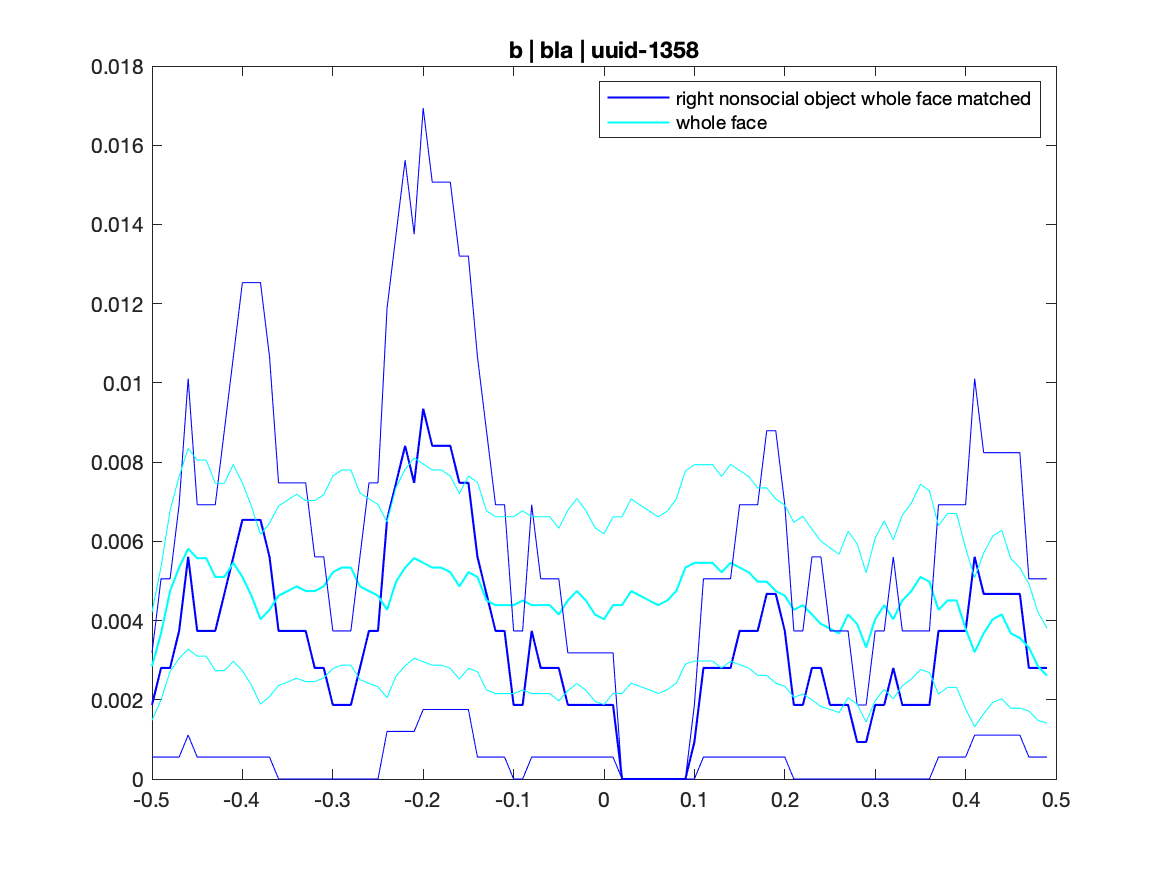 b | bla | uuid-1358
0.018
0.016
0.014
0.012
0.01
0.008
0.006
0.004
0.002
0
right nonsocial object whole face matched
whole face
-0.5 -0.4 -0.3 -0.2 -0.1 0 0.1 0.2 0.3 0.4 0.5